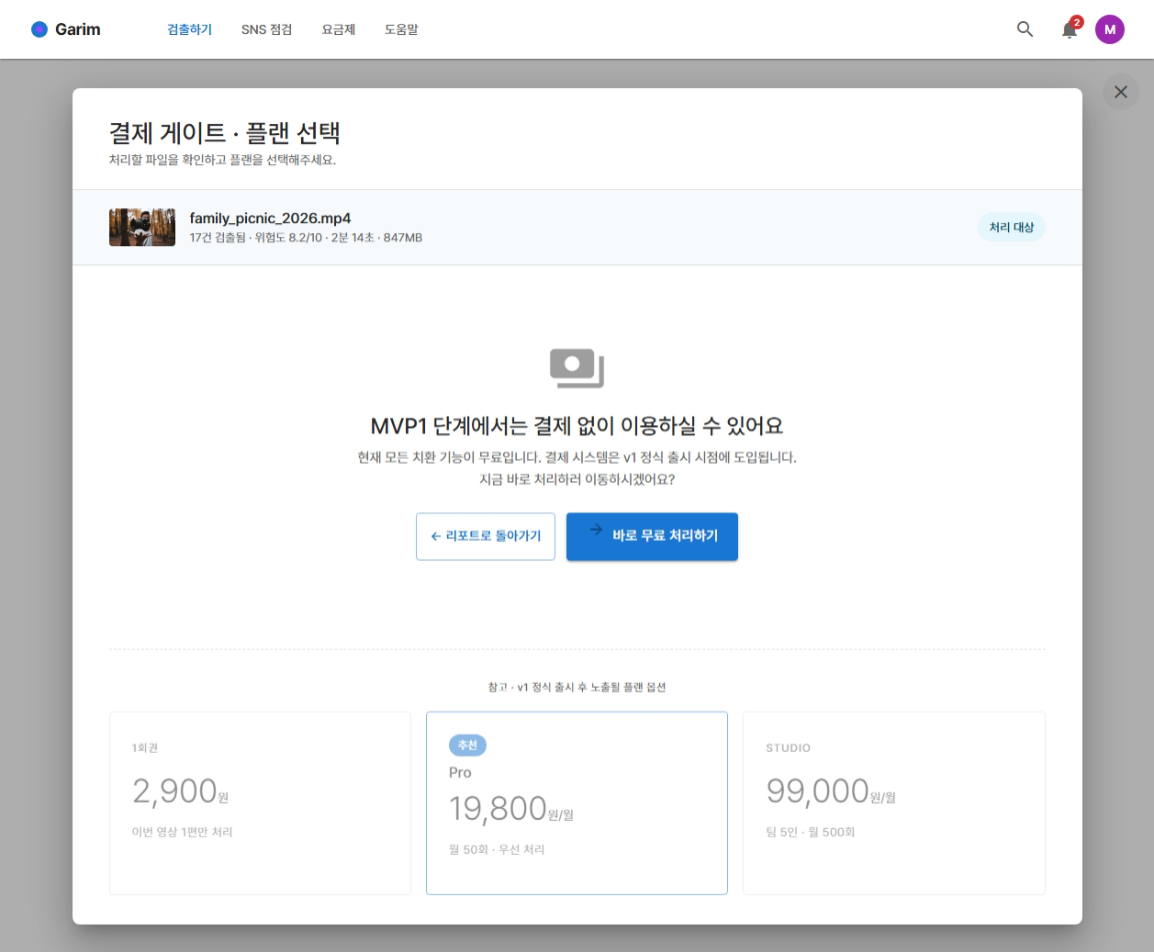 Garim
검출하기
SNS 점검
요금제
도움말
2
M
결제 게이트 · 플랜 선택
처리할 파일을 확인하고 플랜을 선택해주세요.
family_picnic_2026.mp4
17건 검출됨 · 위험도 8.2/10 · 2분 14초 · 847MB
처리 대상
MVP1 단계에서는 결제 없이 이용하실 수 있어요
현재 모든 치환 기능이 무료입니다. 결제 시스템은 v1 정식 출시 시점에 도입됩니다.
지금 바로 처리하러 이동하시겠어요?
← 리포트로 돌아가기
→ 바로 무료 처리하기
참고 · v1 정식 출시 후 노출될 플랜 옵션
1회권
2,900원
이번 영상 1편만 처리
추천
Pro
19,800원/월
월 50회 · 우선 처리
STUDIO
99,000원/월
팀 5인 · 월 500회